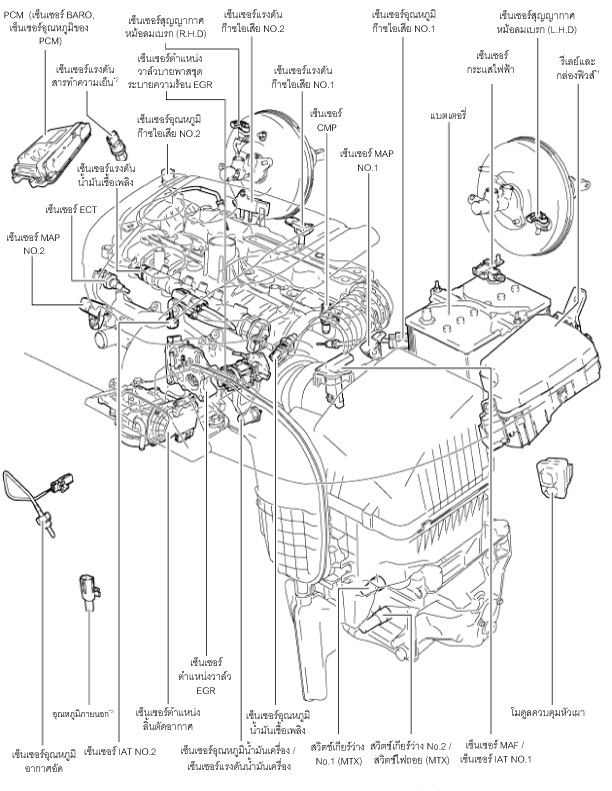 PCM (เซ็นเซอร์ BARO,
เซ็นเซอร์อุณหภูมิของ
PCM)
เซ็นเซอร์แรงดัน
สารทำความเย็น*2
เซ็นเซอร์สุญญากาศ
หม้อลมเบรก (R.H.D)
เซ็นเซอร์ตำแหน่ง
วาล์วบายพาสชุด
ระบายความร้อน EGR
เซ็นเซอร์อุณหภูมิ
ก๊าซไอเสีย NO.2
เซ็นเซอร์แรงดัน
ก๊าซไอเสีย NO.2
เซ็นเซอร์แรงดัน
ก๊าซไอเสีย NO.1
เซ็นเซอร์
CMP
เซ็นเซอร์อุณหภูมิ
ก๊าซไอเสีย NO.1
เซ็นเซอร์ MAP
NO.1
เซ็นเซอร์สุญญากาศ
หม้อลมเบรก (L.H.D)
เซ็นเซอร์
กระแสไฟฟ้า
รีเลย์และ
กล่องฟิวส์
แบตเตอรี่
เซ็นเซอร์แรงดัน
น้ำมันเชื้อเพลิง
เซ็นเซอร์ ECT
เซ็นเซอร์ MAP
NO.2
เซ็นเซอร์
ตำแหน่งวาล์ว
EGR
อุณหภูมิภายนอก
เซ็นเซอร์ตำแหน่ง
ลิ้นตัดอากาศ
เซ็นเซอร์อุณหภูมิ
น้ำมันเชื้อเพลิง
โมดูลควบคุมหัวเผา
เซ็นเซอร์อุณหภูมิ
อากาศอัด
เซ็นเซอร์ IAT NO.2
เซ็นเซอร์อุณหภูมิน้ำมันเครื่อง /
เซ็นเซอร์แรงดันน้ำมันเครื่อง
สวิตช์เกียร์ว่าง
No.1 (MTX)
สวิตช์เกียร์ว่าง No.2 /
สวิตช์ไฟถอย (MTX)
เซ็นเซอร์ MAF /
เซ็นเซอร์ IAT NO.1